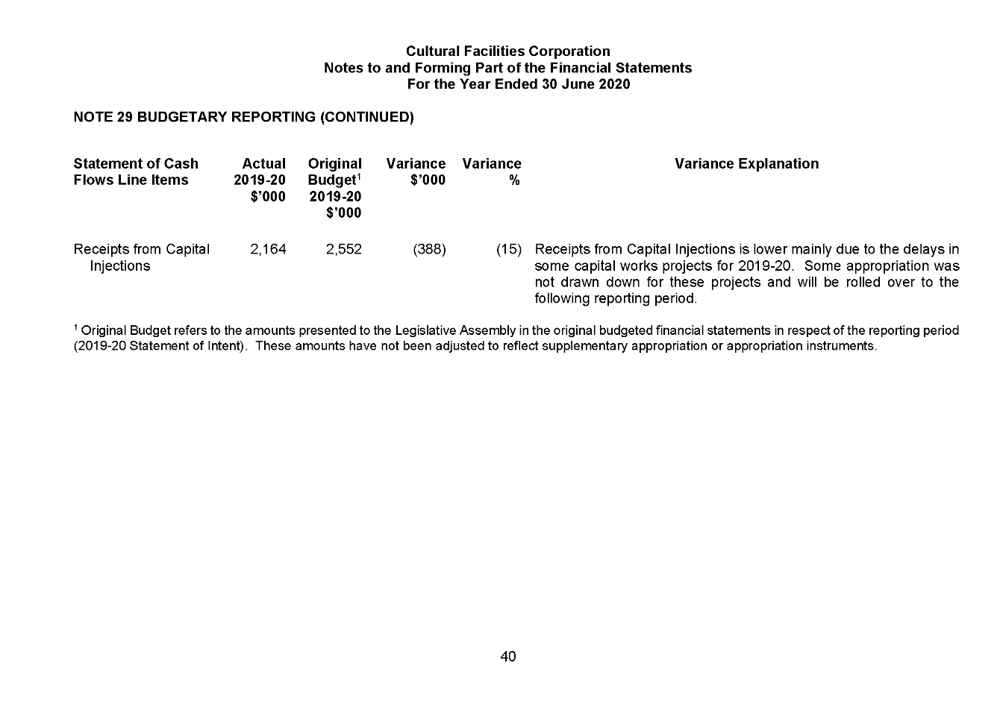 Cultural Facilities Corporation
Notes to and Forming Part of the Financial Statements
For the Year Ended 30 June 2020
NOTE 29 BUDGETARY REPORTING (CONTINUED)
Statement of Cash Actual Original Variance Variance Variance Explanation
Flows Line Items 2019-20 Budget¹ $’000 %
$’000 2019-20
$’000
Receipts from Capital 2,164 2,552 (388) (15) Receipts from Capital Injections is lower mainly due to the delays in
Injections some capital works projects for 2019-20. Some appropriation was
not drawn down for these projects and will be rolled over to the
following reporting period.
¹ Original Budget refers to the amounts presented to the Legislative Assembly in the original budgeted financial statements in respect of the reporting period
(2019-20 Statement of Intent). These amounts have not been adjusted to reflect supplementary appropriation or appropriation instruments.
40